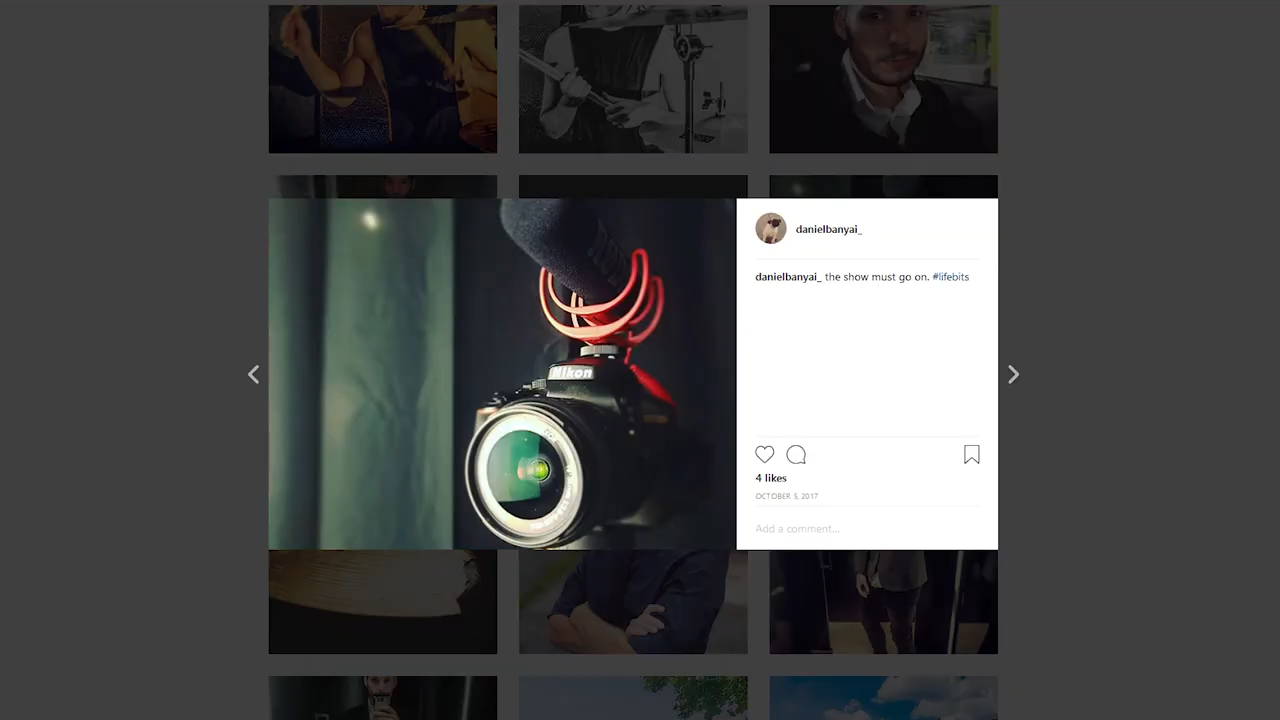 danielbanyai_
danielbanyai_ the show must go on. #lifebits
Nikon
4 likes
OCTOBER 5, 2017
Add a comment...